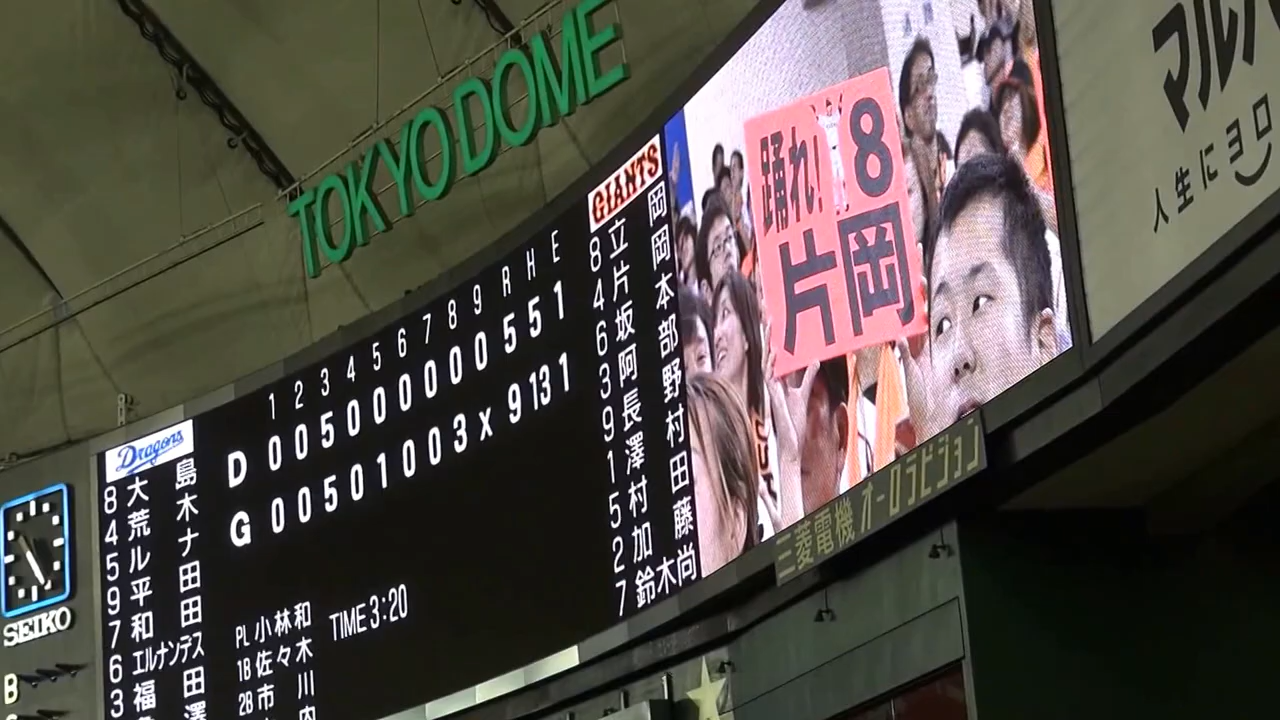 TOKYO DOME
マルハ
人生にヨロ
踊れ! 8
片岡
GIANTS
8 立岡
4 片岡
6 坂本
3 阿部
9 長野
1 澤村
5 村田
2 加藤
7 鈴木尚
1 2 3 4 5 6 7 8 9 R H E
D 0 0 5 0 0 0 0 0 0 5 5 1
G 0 0 5 0 1 0 0 3 x 9 13 1
Dragons
8 大島
4 荒木
5 ルナ
9 平田
7 和田
6 エルナンデス
3 福田
PL 小林和
1B 佐々木
2B 市川
TIME 3:20
三菱電機 オーロラビジョン
SEIKO
B